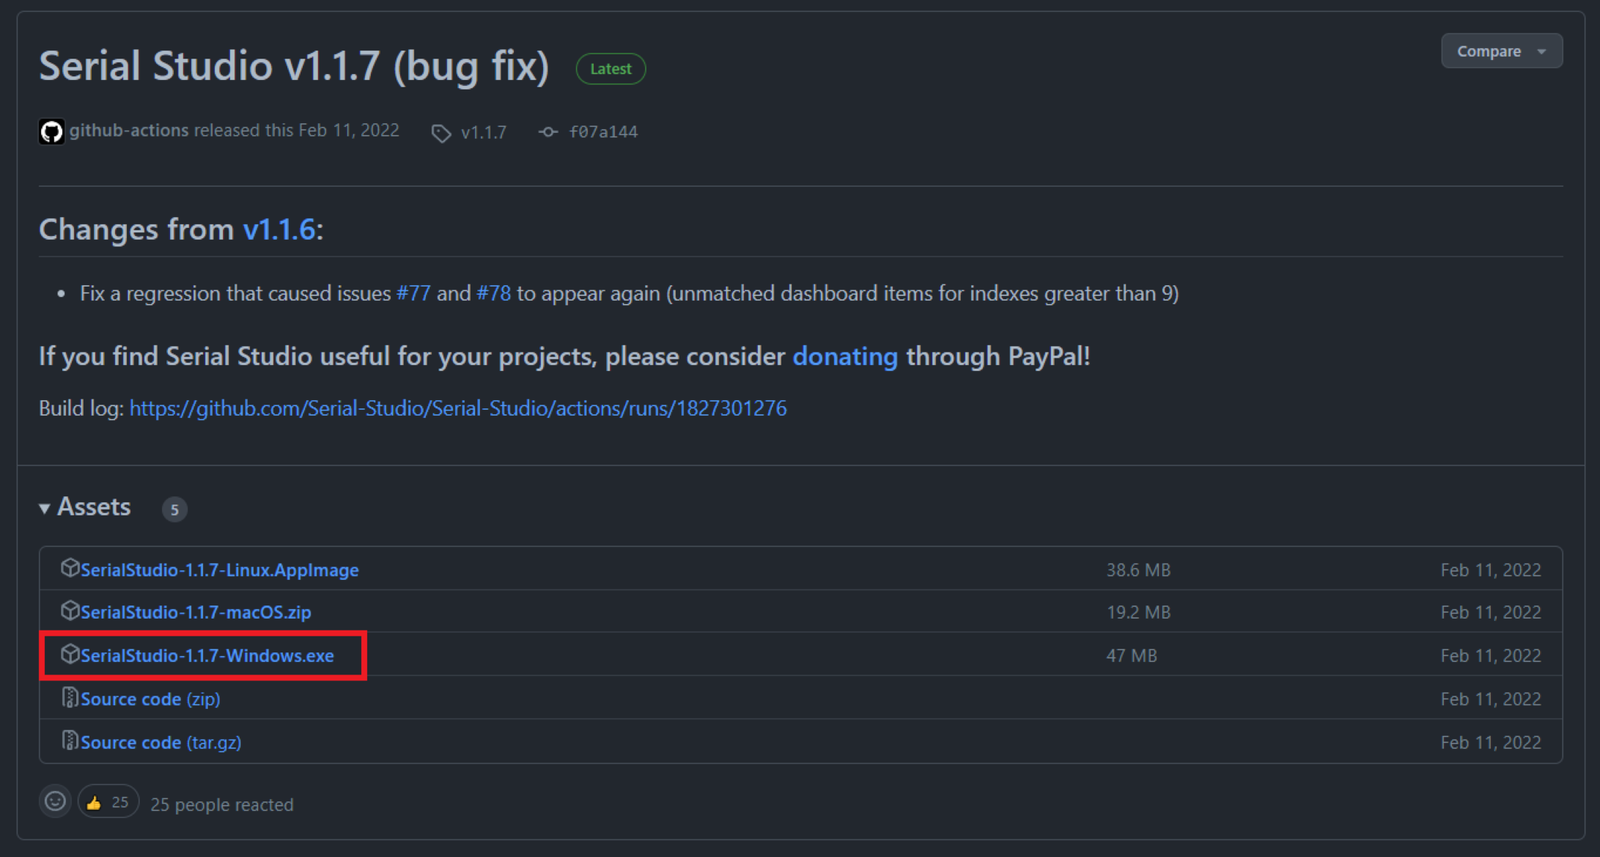 Serial Studio v1.1.7 (bug fix) Latest Compare
github-actions released this Feb 11, 2022 v1.1.7 f07a144
Changes from v1.1.6:
• Fix a regression that caused issues #77 and #78 to appear again (unmatched dashboard items for indexes greater than 9)
If you find Serial Studio useful for your projects, please consider donating through PayPal!
Build log: https://github.com/Serial-Studio/Serial-Studio/actions/runs/1827301276
Assets 5
SerialStudio-1.1.7-Linux.AppImage 38.6 MB Feb 11, 2022
SerialStudio-1.1.7-macOS.zip 19.2 MB Feb 11, 2022
SerialStudio-1.1.7-Windows.exe 47 MB Feb 11, 2022
Source code (zip) Feb 11, 2022
Source code (tar.gz) Feb 11, 2022
👍 25 25 people reacted